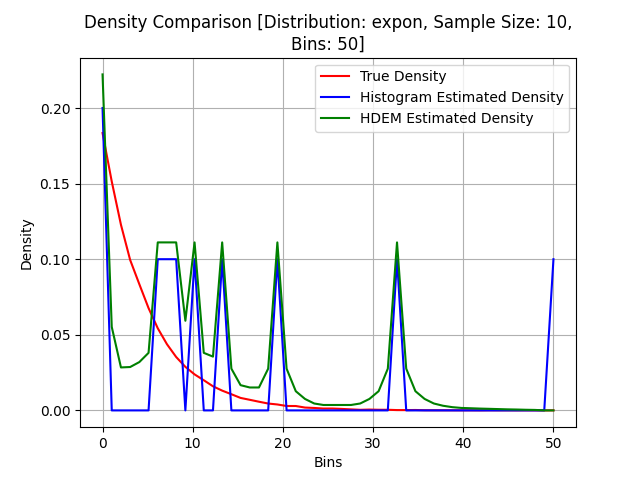 Density Comparison [Distribution: expon, Sample Size: 10,
Bins: 50]
True Density
Histogram Estimated Density
HDEM Estimated Density
Density
0.20
0.15
0.10
0.05
0.00
0 10 20 30 40 50
Bins